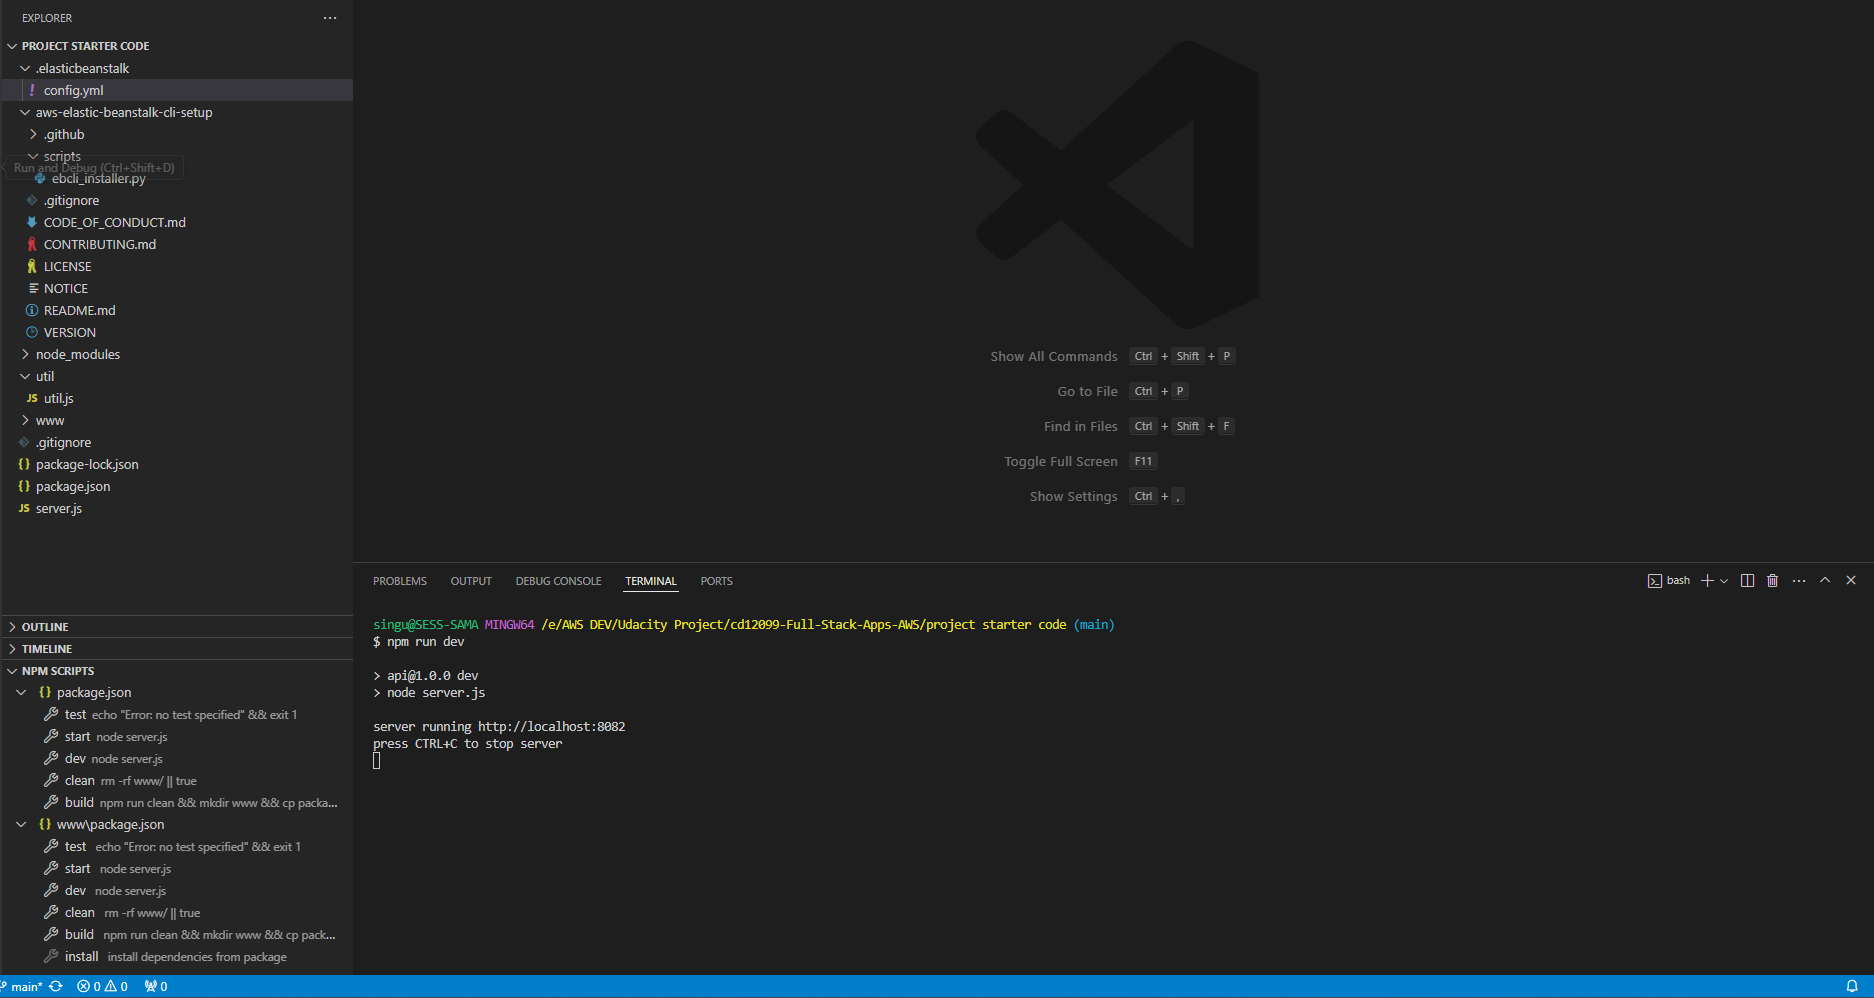 EXPLORER
PROJECT STARTER CODE
.elasticbeanstalk
config.yml
aws-elastic-beanstalk-cli-setup
.github
scripts
Run and Debug (Ctrl+Shift+D)
ebcli_installer.py
.gitignore
CODE_OF_CONDUCT.md
CONTRIBUTING.md
LICENSE
NOTICE
README.md
VERSION
node_modules
util
JS util.js
www
.gitignore
{} package-lock.json
{} package.json
JS server.js
OUTLINE
TIMELINE
NPM SCRIPTS
{} package.json
test echo "Error: no test specified" && exit 1
start node server.js
dev node server.js
clean rm -rf www/ || true
build npm run clean && mkdir www && cp packa...
{} www\package.json
test echo "Error: no test specified" && exit 1
start node server.js
dev node server.js
clean rm -rf www/ || true
build npm run clean && mkdir www && cp pack...
install install dependencies from package
Show All Commands Ctrl + Shift + P
Go to File Ctrl + P
Find in Files Ctrl + Shift + F
Toggle Full Screen F11
Show Settings Ctrl + ,
PROBLEMS OUTPUT DEBUG CONSOLE TERMINAL PORTS
bash
singu@SESS-SAMA MINGW64 /e/AWS DEV/Udacity Project/cd12099-Full-Stack-Apps-AWS/project starter code (main)
$ npm run dev
> api@1.0.0 dev
> node server.js
server running http://localhost:8082
press CTRL+C to stop server
main* 0 0 0